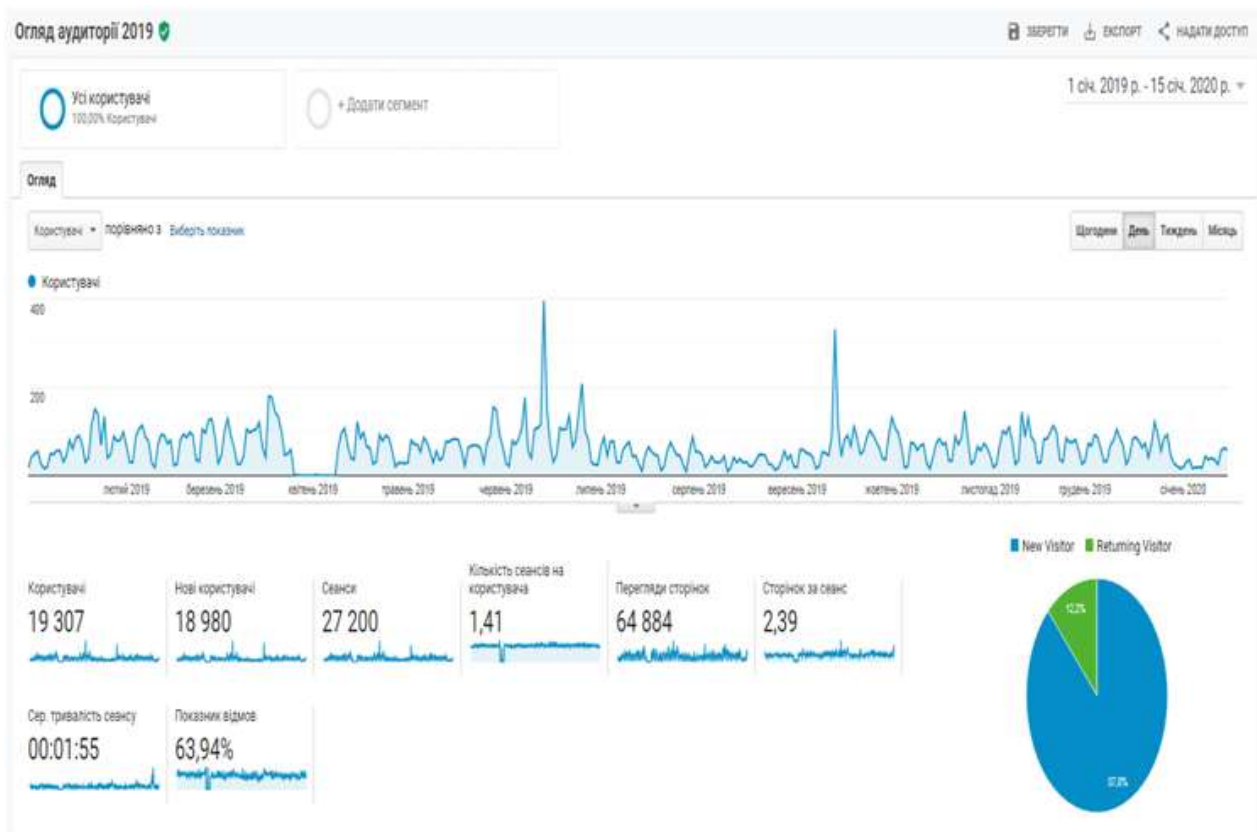 Огляд аудиторії 2019
ЗБЕРЕГТИ ЕКСПОРТ НАДАТИ ДОСТУП
Усі користувачі
100,00% Користувачі
+ Додати сегмент
1 січ. 2019 р. - 15 січ. 2020 р.
Огляд
Користувачі порівняно з Виберіть показник
Щогодини День Тиждень Місяць
Користувачі
400
200
лютий 2019 березень 2019 квітень 2019 травень 2019 червень 2019 липень 2019 серпень 2019 вересень 2019 жовтень 2019 листопад 2019 грудень 2019 січень 2020
New Visitor Returning Visitor
Користувачі
19 307
Нові користувачі
18 980
Сеанси
27 200
Кількість сеансів на
користувача
1,41
Перегляди сторінок
64 884
Сторінок за сеанс
2,39
12,2%
87,8%
Сер. тривалість сеансу
00:01:55
Показник відмов
63,94%